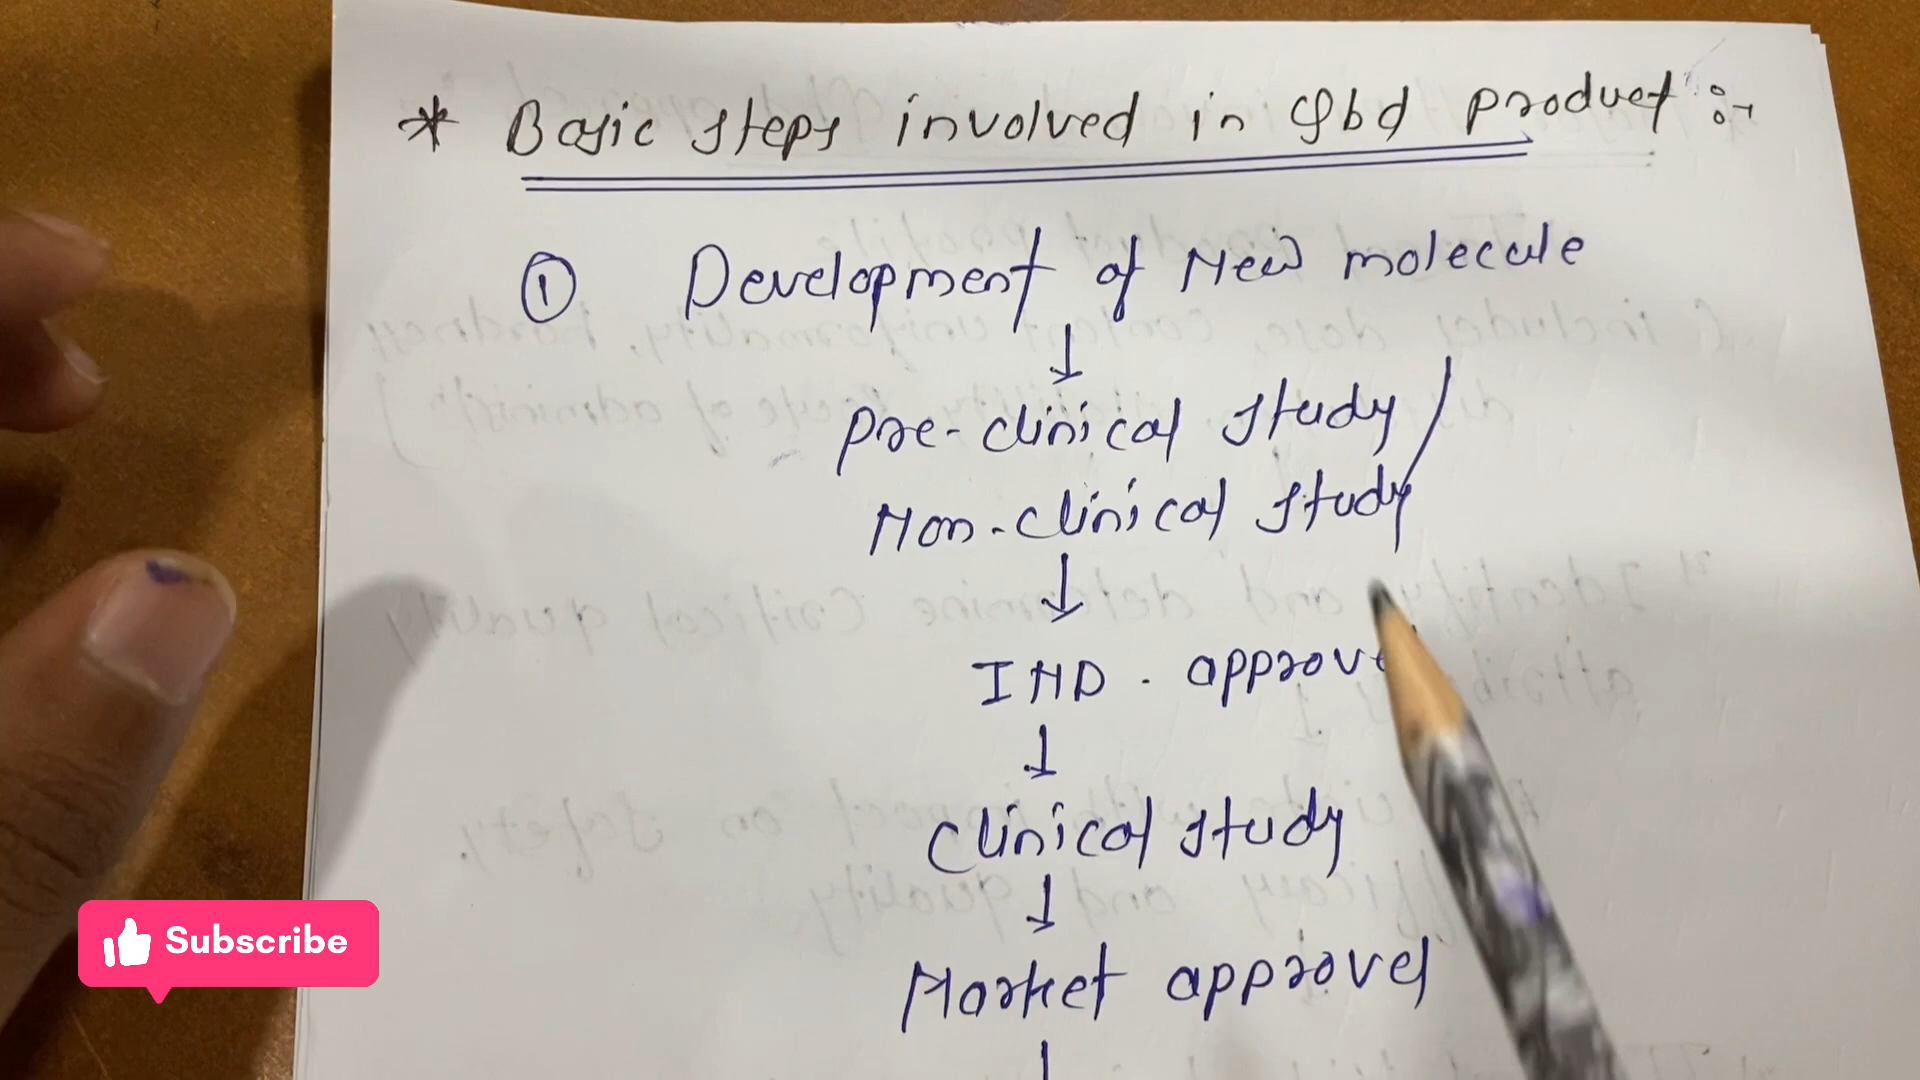 * Basic steps involved in Qbd product :-
① Development of New molecule
↓
Pre-clinical study /
Non-clinical study
↓
IND. approve
↓
Clinical study
↓
Market approvel
Subscribe